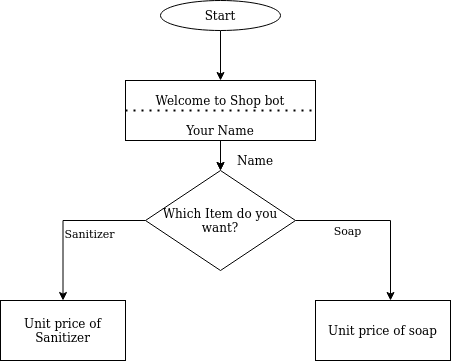 Start
Welcome to Shop bot
Your Name
Name
Which Item do you
want?
Sanitizer
Soap
Unit price of
Sanitizer
Unit price of soap